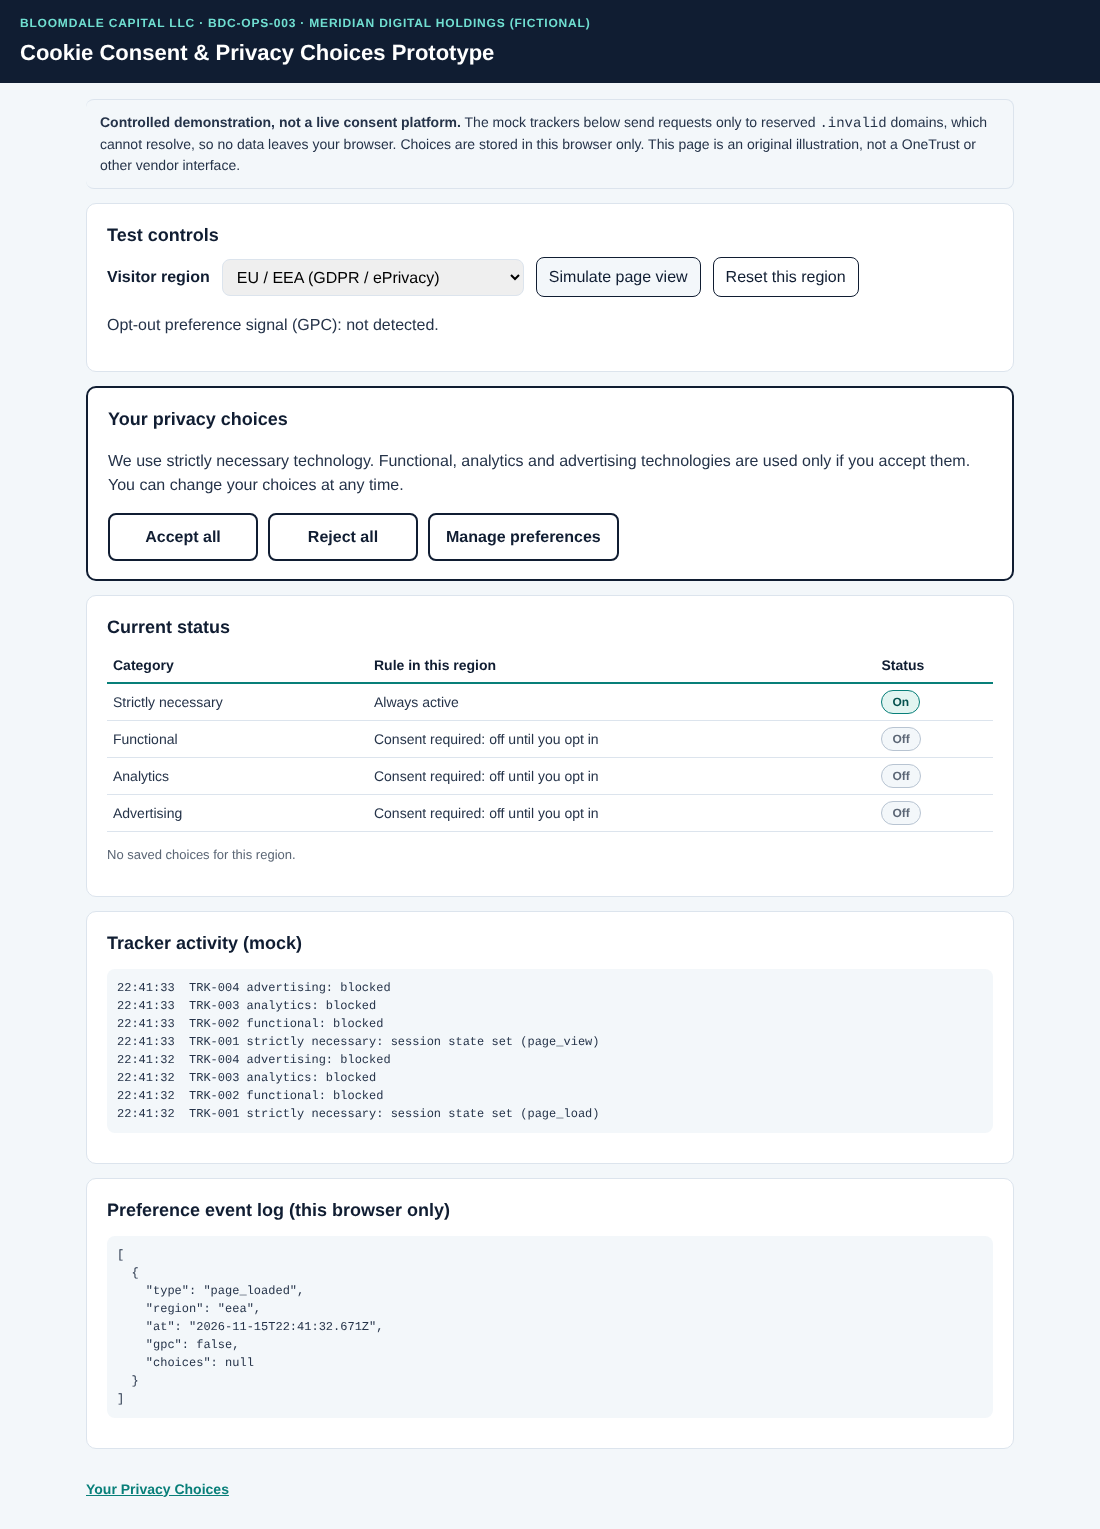 BLOOMDALE CAPITAL LLC · BDC-OPS-003 · MERIDIAN DIGITAL HOLDINGS (FICTIONAL)
Cookie Consent & Privacy Choices Prototype
Controlled demonstration, not a live consent platform. The mock trackers below send requests only to reserved .invalid domains, which
cannot resolve, so no data leaves your browser. Choices are stored in this browser only. This page is an original illustration, not a OneTrust or
other vendor interface.
Test controls
Visitor region EU / EEA (GDPR / ePrivacy) Simulate page view Reset this region
Opt-out preference signal (GPC): not detected.
Your privacy choices
We use strictly necessary technology. Functional, analytics and advertising technologies are used only if you accept them.
You can change your choices at any time.
Accept all Reject all Manage preferences
Current status
Category Rule in this region Status
Strictly necessary Always active On
Functional Consent required: off until you opt in Off
Analytics Consent required: off until you opt in Off
Advertising Consent required: off until you opt in Off
No saved choices for this region.
Tracker activity (mock)
22:41:33  TRK-004 advertising: blocked
22:41:33  TRK-003 analytics: blocked
22:41:33  TRK-002 functional: blocked
22:41:33  TRK-001 strictly necessary: session state set (page_view)
22:41:32  TRK-004 advertising: blocked
22:41:32  TRK-003 analytics: blocked
22:41:32  TRK-002 functional: blocked
22:41:32  TRK-001 strictly necessary: session state set (page_load)
Preference event log (this browser only)
[
  {
    "type": "page_loaded",
    "region": "eea",
    "at": "2026-11-15T22:41:32.671Z",
    "gpc": false,
    "choices": null
  }
]
Your Privacy Choices